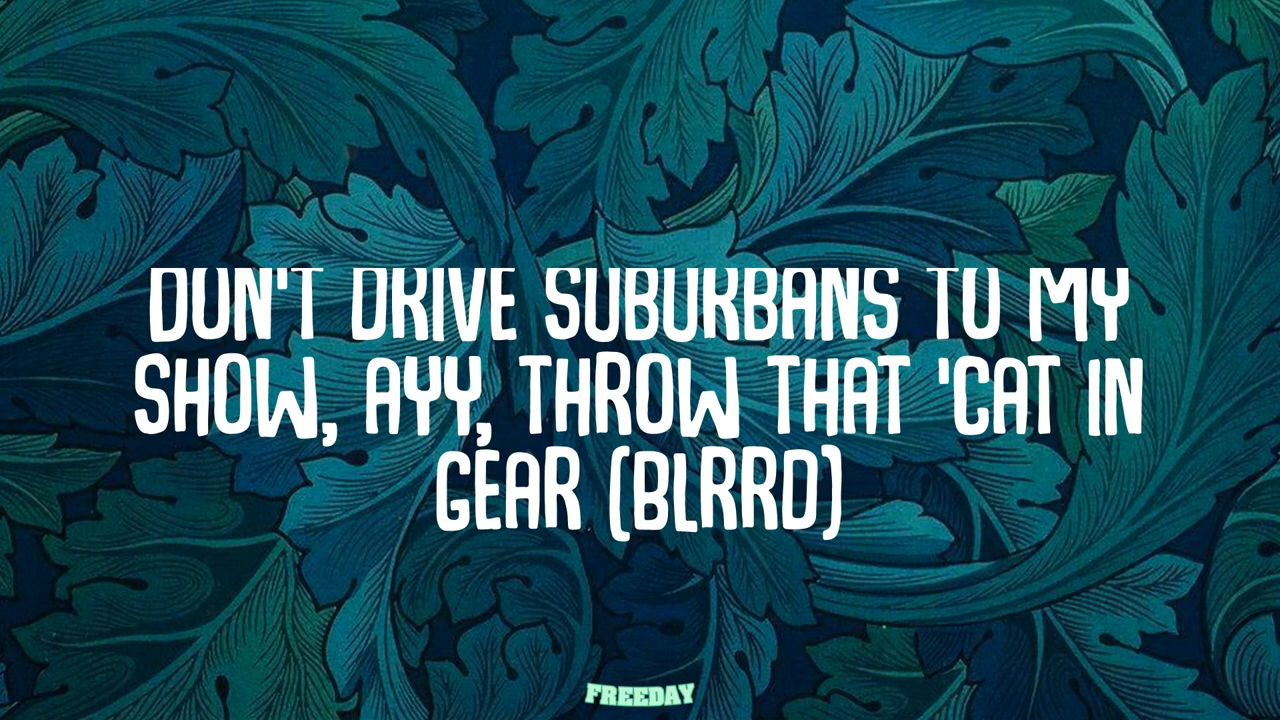 DON'T DRIVE SUBURBANS TO MY
SHOW, AYY, THROW THAT 'CAT IN
GEAR (BLRRD)
FREEDAY